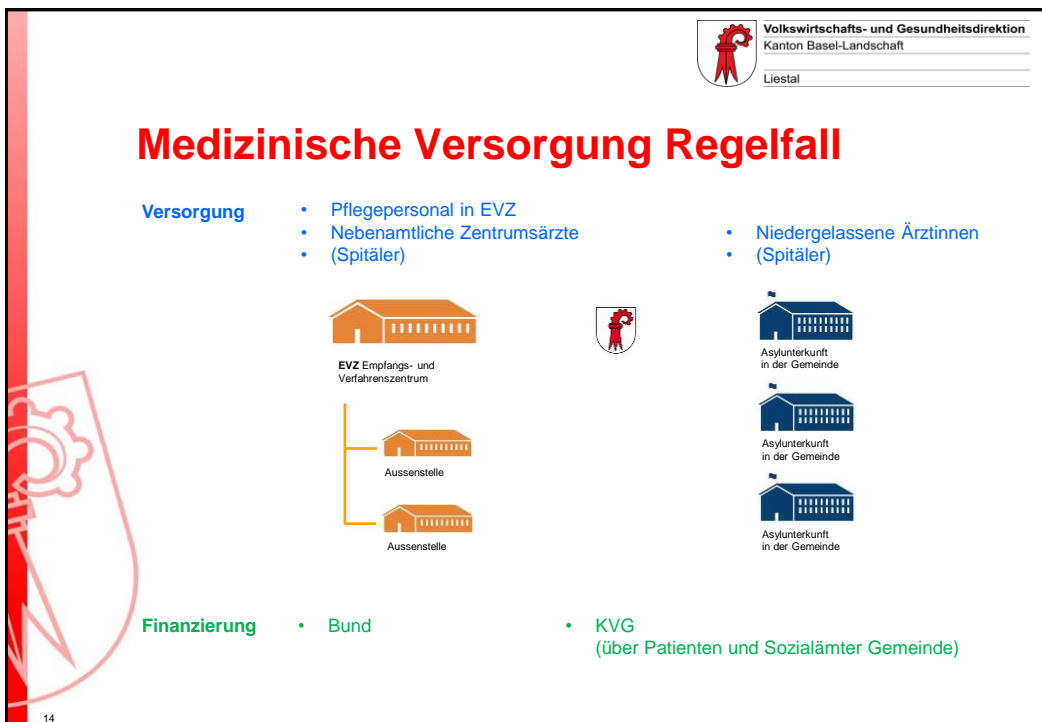 Volkswirtschafts- und Gesundheitsdirektion
Kanton Basel-Landschaft
Liestal
Medizinische Versorgung Regelfall
Versorgung
• Pflegepersonal in EVZ
• Nebenamtliche Zentrumsärzte
• (Spitäler)
• Niedergelassene Ärztinnen
• (Spitäler)
EVZ Empfangs- und
Verfahrenszentrum
Aussenstelle
Aussenstelle
Asylunterkunft
in der Gemeinde
Asylunterkunft
in der Gemeinde
Asylunterkunft
in der Gemeinde
Finanzierung
• Bund
• KVG
(über Patienten und Sozialämter Gemeinde)
14